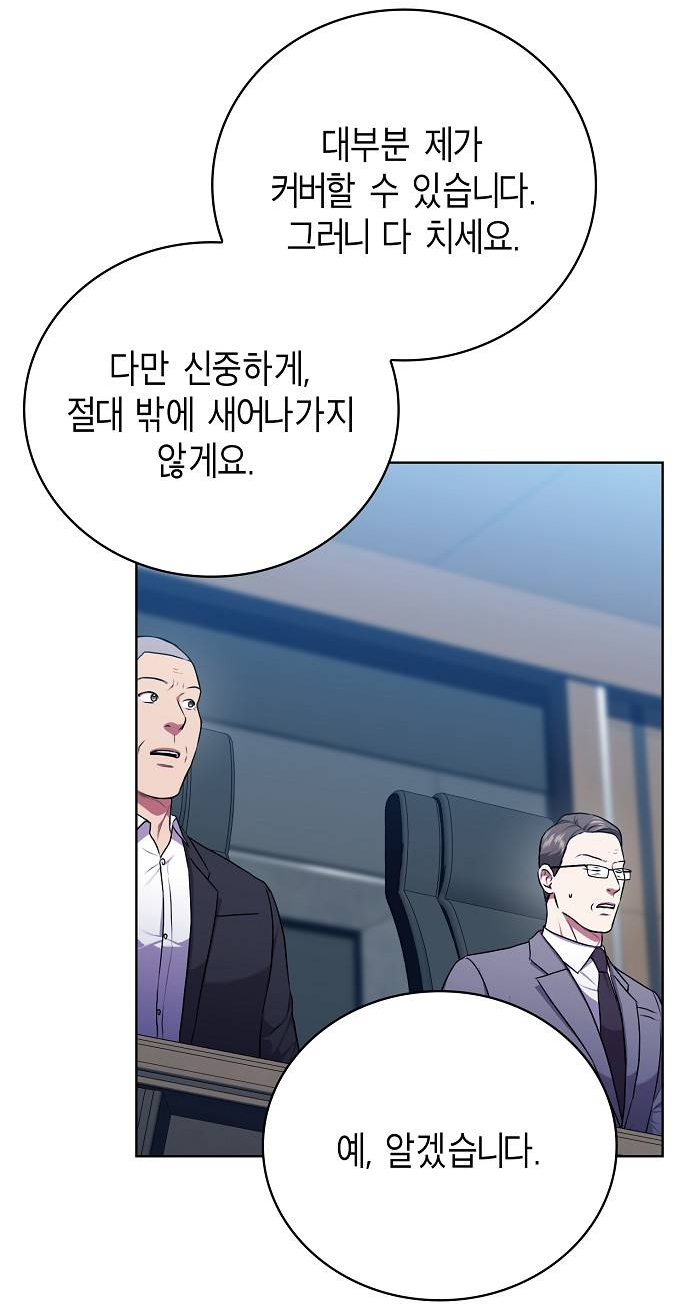 대부분 제가
커버할 수 있습니다.
그러니 다 치세요.
다만 신중하게,
절대 밖에 새어나가지
않게요.
예, 알겠습니다.